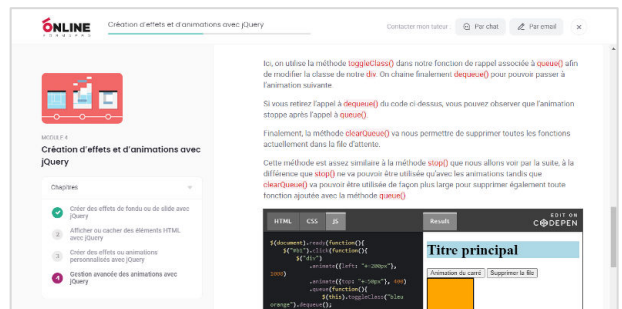 ONLINE
FORMAPRO
Création d'effets et d'animations avec jQuery
Contacter mon tuteur :
Par chat
Par email
×
MODULE 4
Création d'effets et d'animations avec
jQuery
Chapitres
Créer des effets de fondu ou de slide avec
jQuery
2 Afficher ou cacher des éléments HTML
avec jQuery
3 Créer des effets ou animations
personnalisés avec jQuery
4 Gestion avancée des animations avec
jQuery
Ici, on utilise la méthode toggleClass() dans notre fonction de rappel associée à queue() afin
de modifier la classe de notre div. On chaine finalement dequeue() pour pouvoir passer à
l'animation suivante.
Si vous retirez l'appel à dequeue() du code ci-dessus, vous pouvez observer que l'animation
stoppe après l'appel à queue().
Finalement, la méthode clearQueue() va nous permettre de supprimer toutes les fonctions
actuellement dans la file d'attente.
Cette méthode est assez similaire à la méthode stop() que nous allons voir par la suite, à la
différence que stop() ne va pouvoir être utilisée qu'avec les animations tandis que
clearQueue() va pouvoir être utilisée de façon plus large pour supprimer également toute
fonction ajoutée avec la méthode queue().
HTML CSS JS
Result
EDIT ON
CODEPEN
$(document).ready(function(){
$("#b1").click(function(){
$("div")
.animate({left: "+=200px"},
2000)
.animate({top: "+=50px"}, 400)
.queue(function(){
$(this).toggleClass("bleu
orange").dequeue();
Titre principal
Animation du carré
Supprimer la file